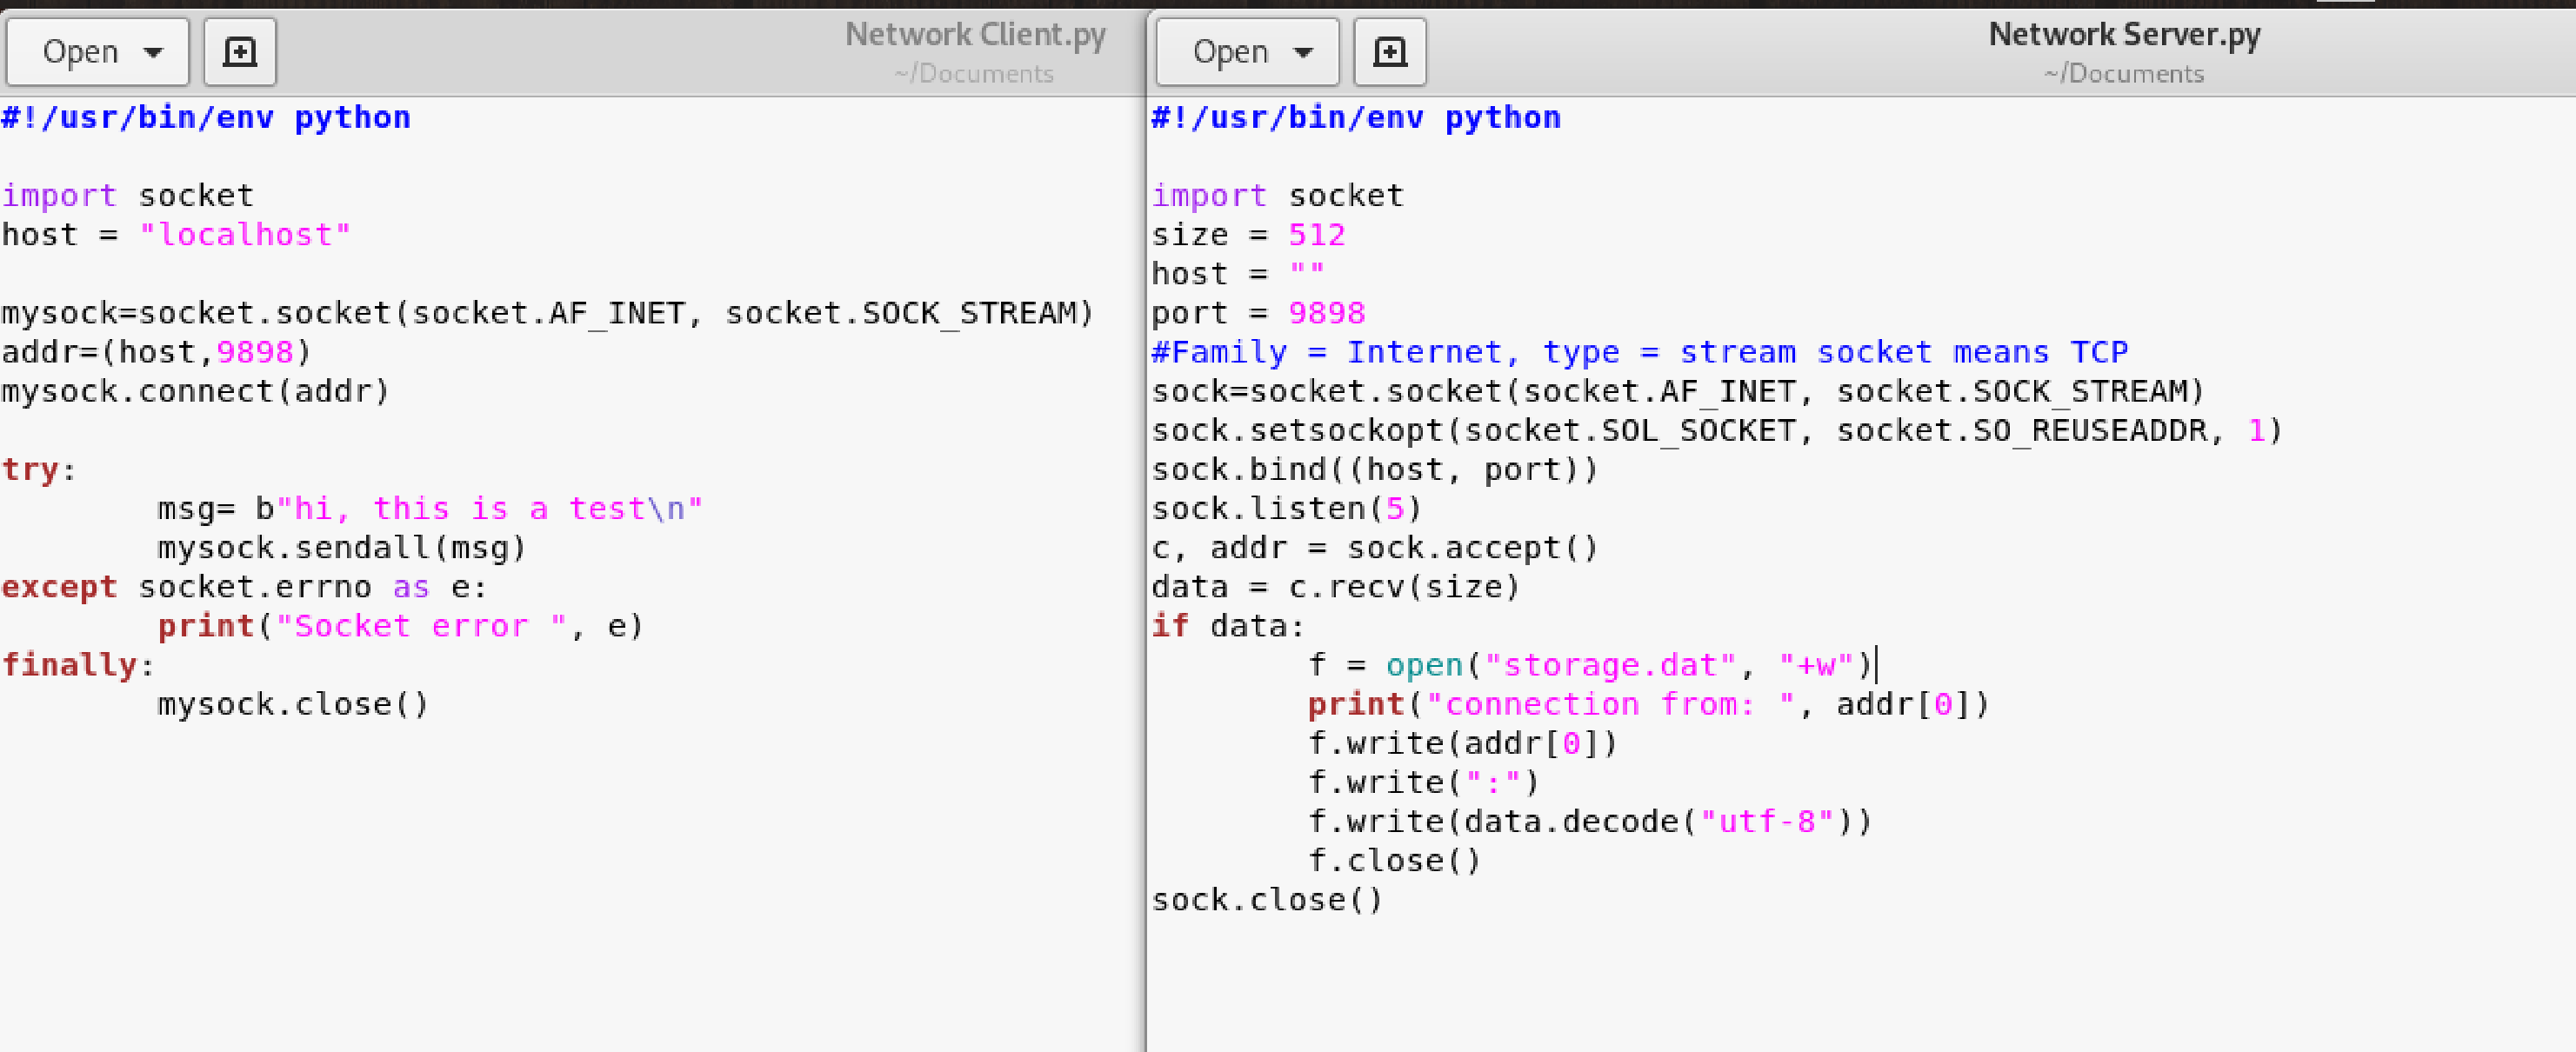 Open
Network Client.py
~/Documents
#!/usr/bin/env python
import socket
host = "localhost"
mysock=socket.socket(socket.AF_INET, socket.SOCK_STREAM)
addr=(host,9898)
mysock.connect(addr)
try:
        msg= b"hi, this is a test\n"
        mysock.sendall(msg)
except socket.errno as e:
        print("Socket error ", e)
finally:
        mysock.close()
Open
Network Server.py
~/Documents
#!/usr/bin/env python
import socket
size = 512
host = ""
port = 9898
#Family = Internet, type = stream socket means TCP
sock=socket.socket(socket.AF_INET, socket.SOCK_STREAM)
sock.setsockopt(socket.SOL_SOCKET, socket.SO_REUSEADDR, 1)
sock.bind((host, port))
sock.listen(5)
c, addr = sock.accept()
data = c.recv(size)
if data:
        f = open("storage.dat", "+w")
        print("connection from: ", addr[0])
        f.write(addr[0])
        f.write(":")
        f.write(data.decode("utf-8"))
        f.close()
sock.close()